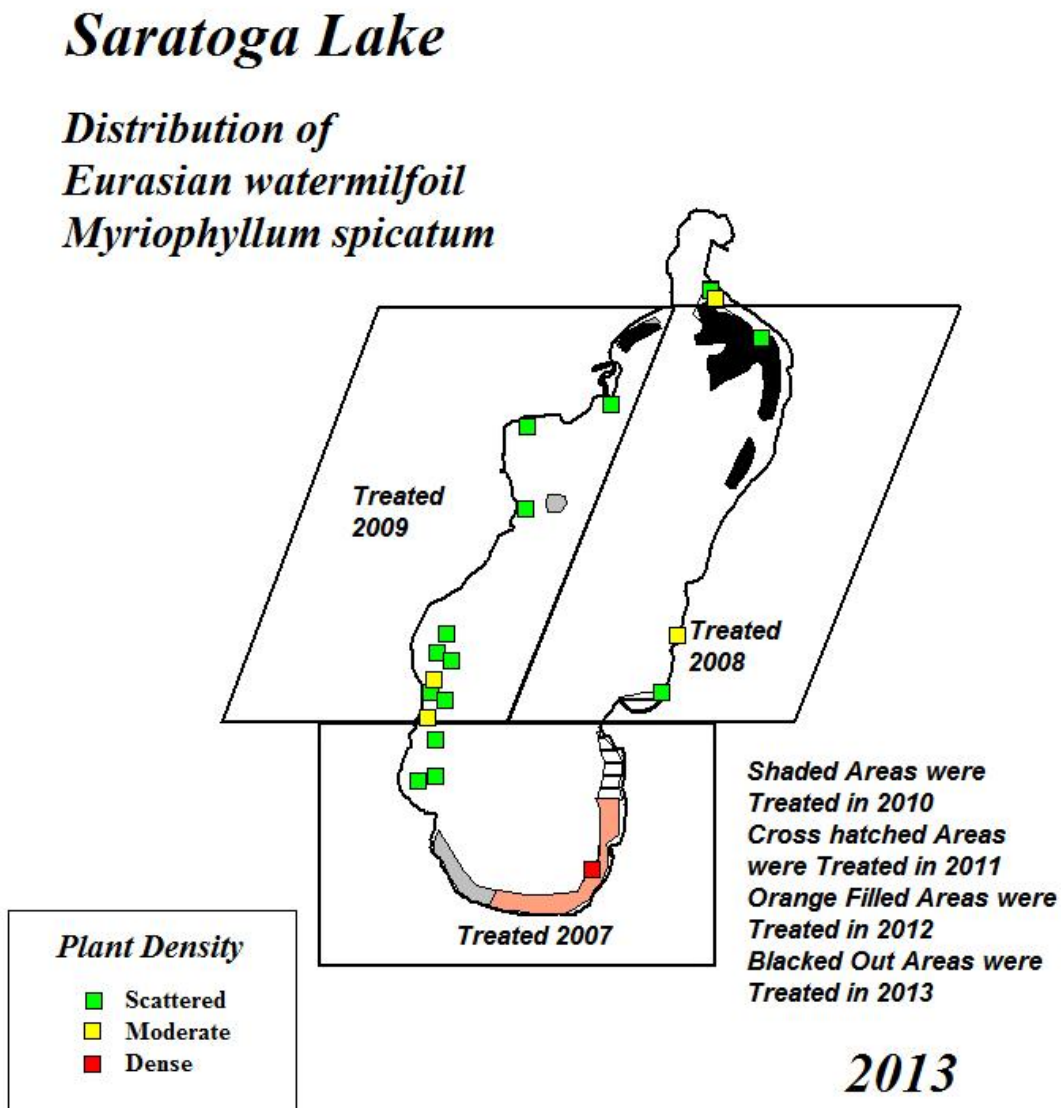 Saratoga Lake
Distribution of
Eurasian watermilfoil
Myriophyllum spicatum
Treated
2009
Treated
2008
Shaded Areas were
Treated in 2010
Cross hatched Areas
were Treated in 2011
Orange Filled Areas were
Treated in 2012
Blacked Out Areas were
Treated in 2013
Treated 2007
Plant Density
Scattered
Moderate
Dense
2013